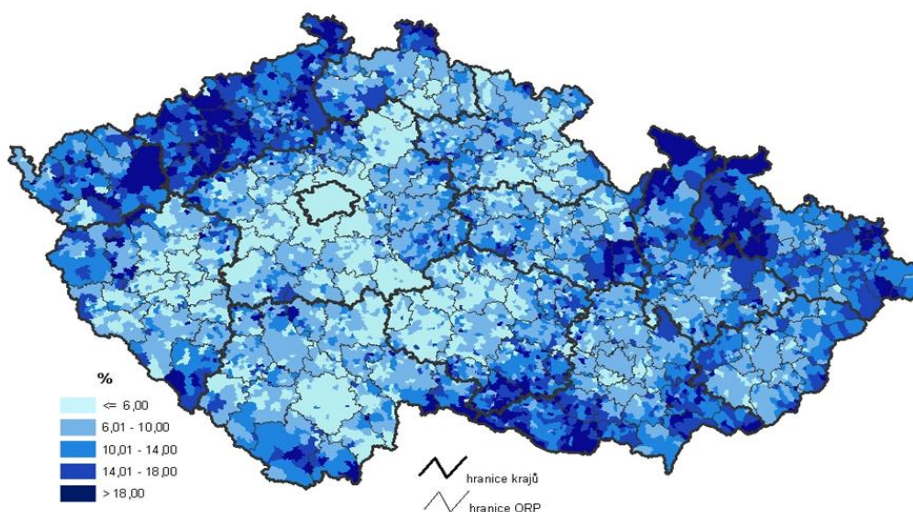 %
<= 6,00
6,01 - 10,00
10,01 - 14,00
14,01 - 18,00
> 18,00
hranice krajů
hranice ORP